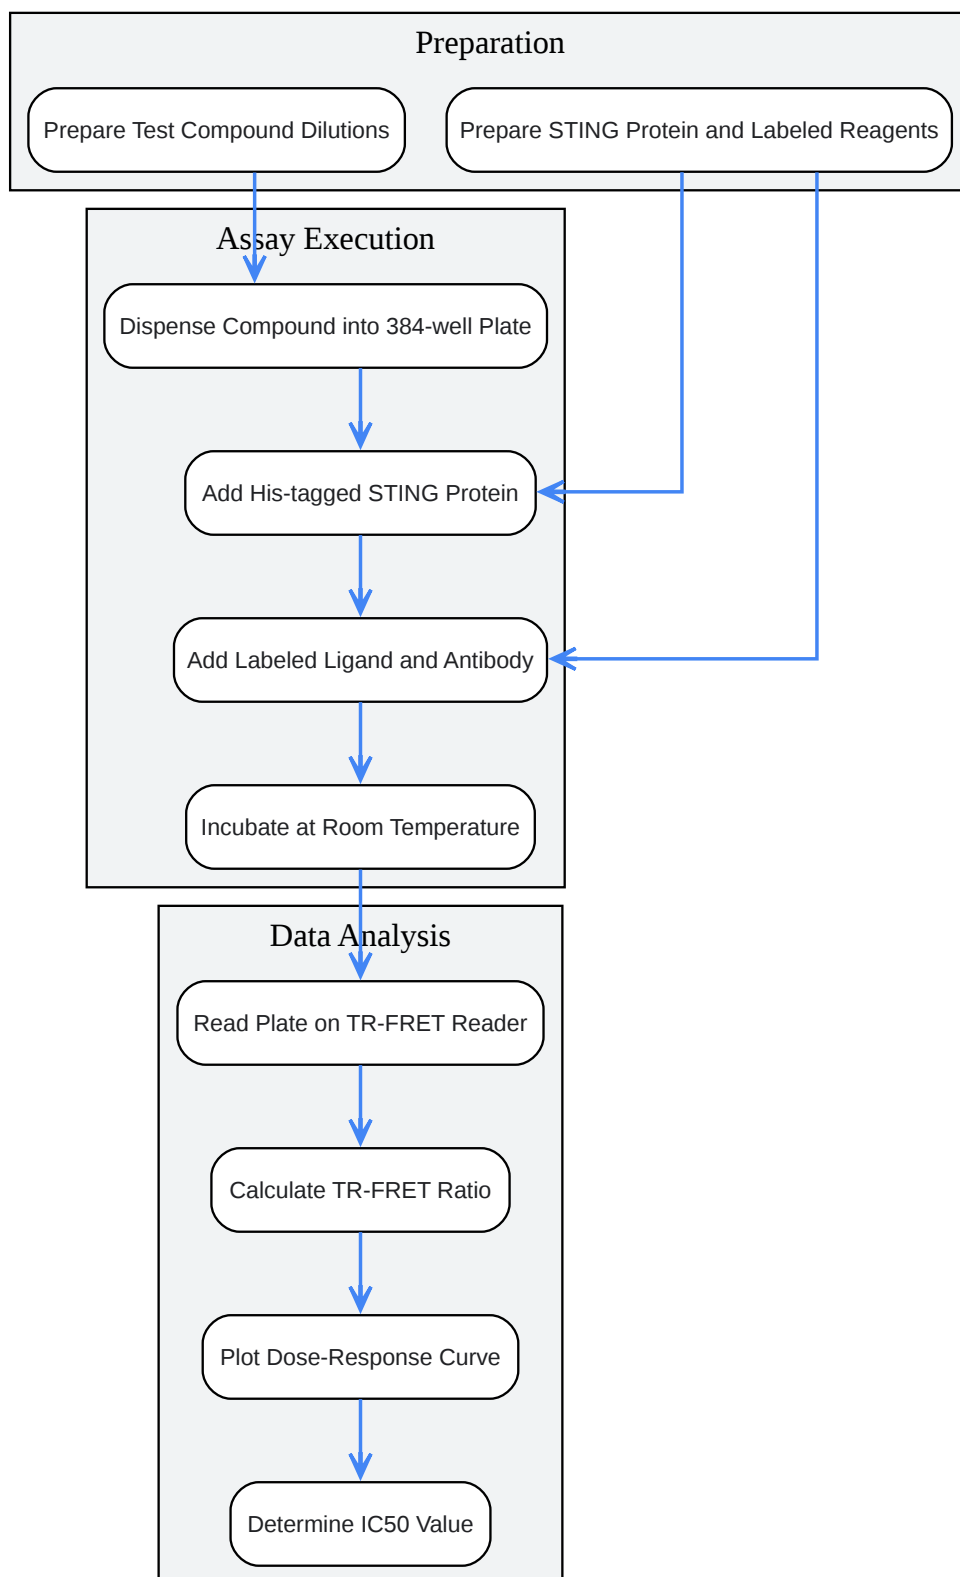 Preparation
Prepare Test Compound Dilutions
Prepare STING Protein and Labeled Reagents
Assay Execution
Dispense Compound into 384-well Plate
Add His-tagged STING Protein
Add Labeled Ligand and Antibody
Incubate at Room Temperature
Data Analysis
Read Plate on TR-FRET Reader
Calculate TR-FRET Ratio
Plot Dose-Response Curve
Determine IC50 Value